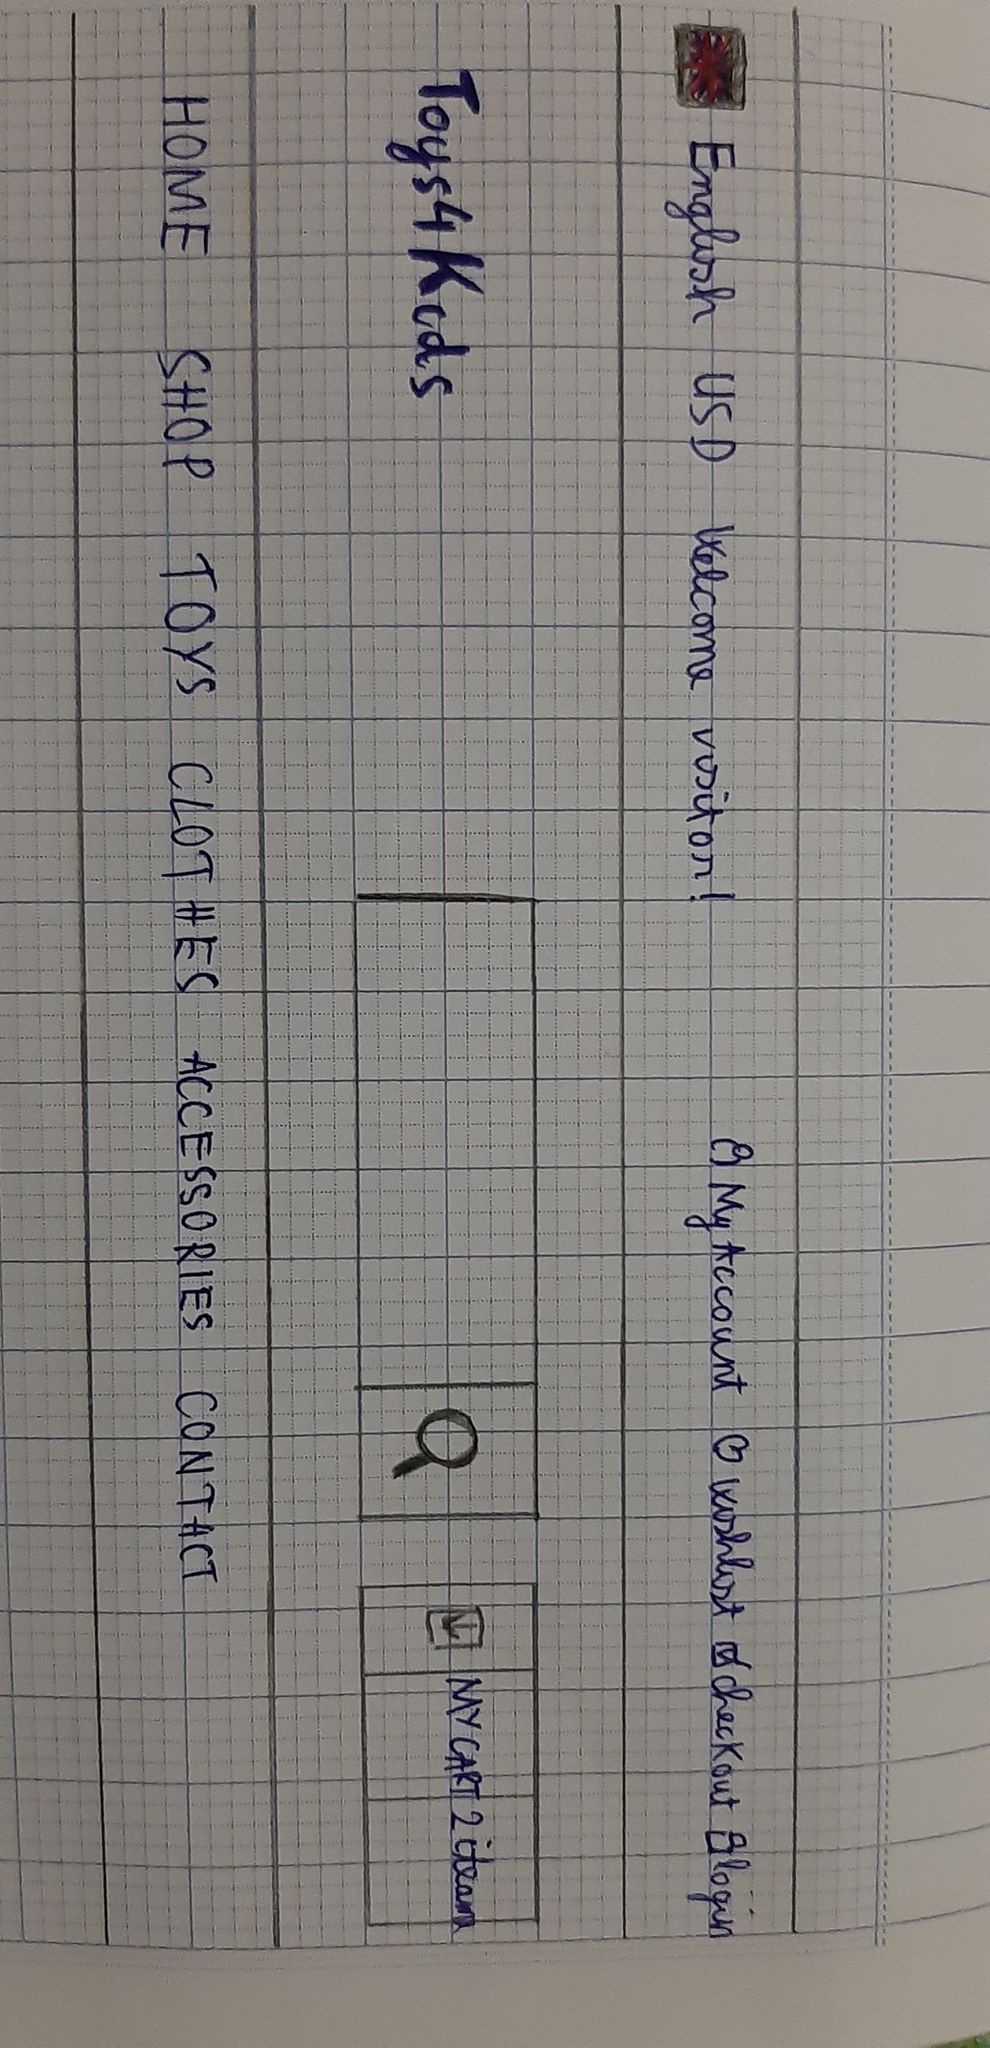 English USD Welcome visitor! My Account wishlist checkout login
Toys4Kids MY CART 2 iteam
HOME SHOP TOYS CLOTHES ACCESSORIES CONTACT